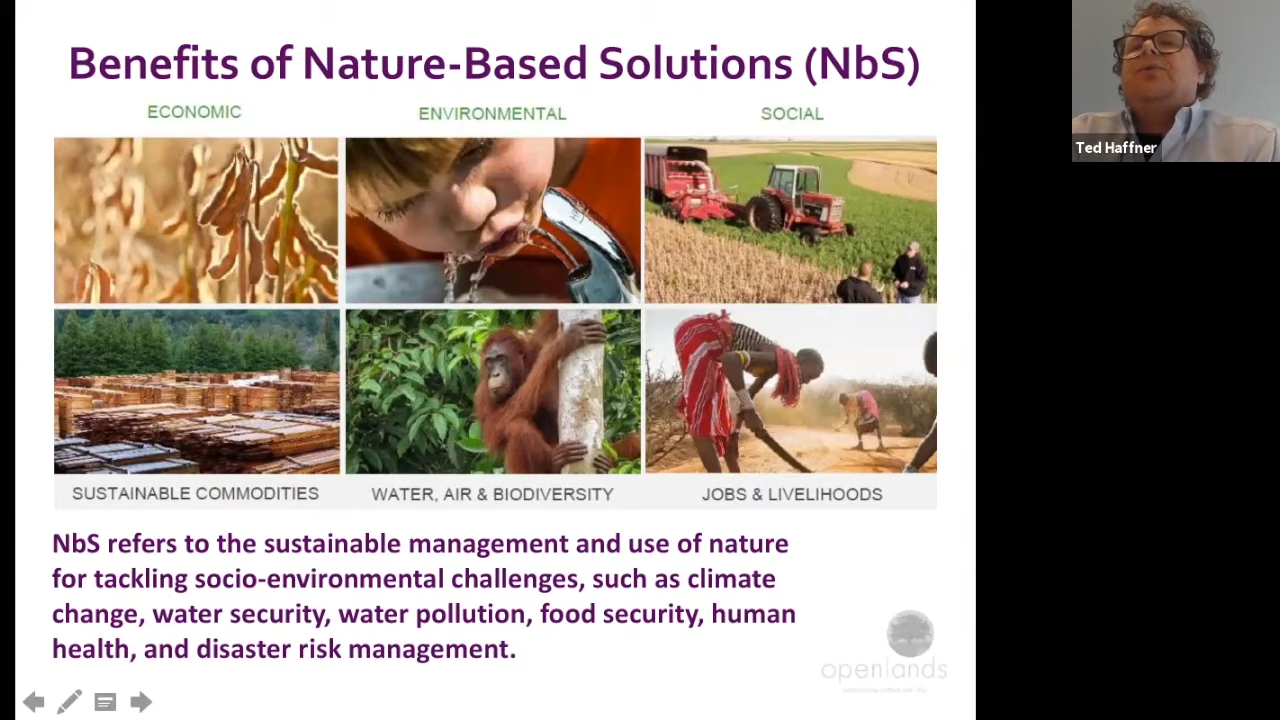 Benefits of Nature-Based Solutions (NbS)
ECONOMIC
ENVIRONMENTAL
SOCIAL
Ted Haffner
SUSTAINABLE COMMODITIES
WATER, AIR & BIODIVERSITY
JOBS & LIVELIHOODS
NbS refers to the sustainable management and use of nature
for tackling socio-environmental challenges, such as climate
change, water security, water pollution, food security, human
health, and disaster risk management.
openlands